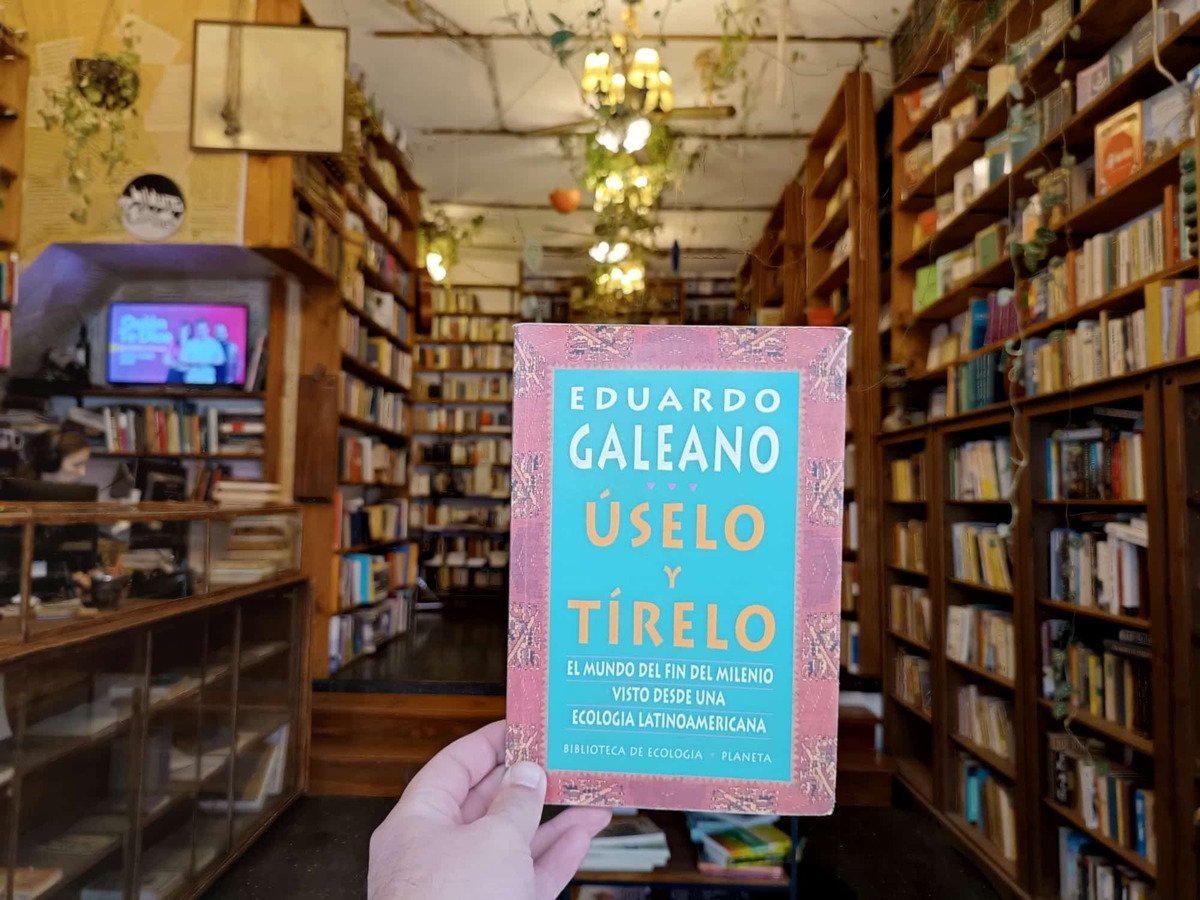 EDUARDO
GALEANO
ÚSELO
Y
TÍRELO
EL MUNDO DEL FIN DEL MILENIO
VISTO DESDE UNA
ECOLOGIA LATINOAMERICANA
BIBLIOTECA DE ECOLOGIA · PLANETA